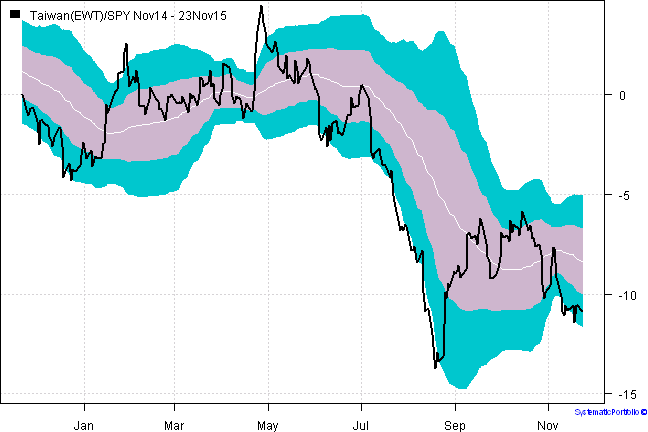 Taiwan(EWT)/SPY Nov14 - 23Nov15
0
-5
-10
-15
Jan Mar May Jul Sep Nov
SystematicPortfolio ©